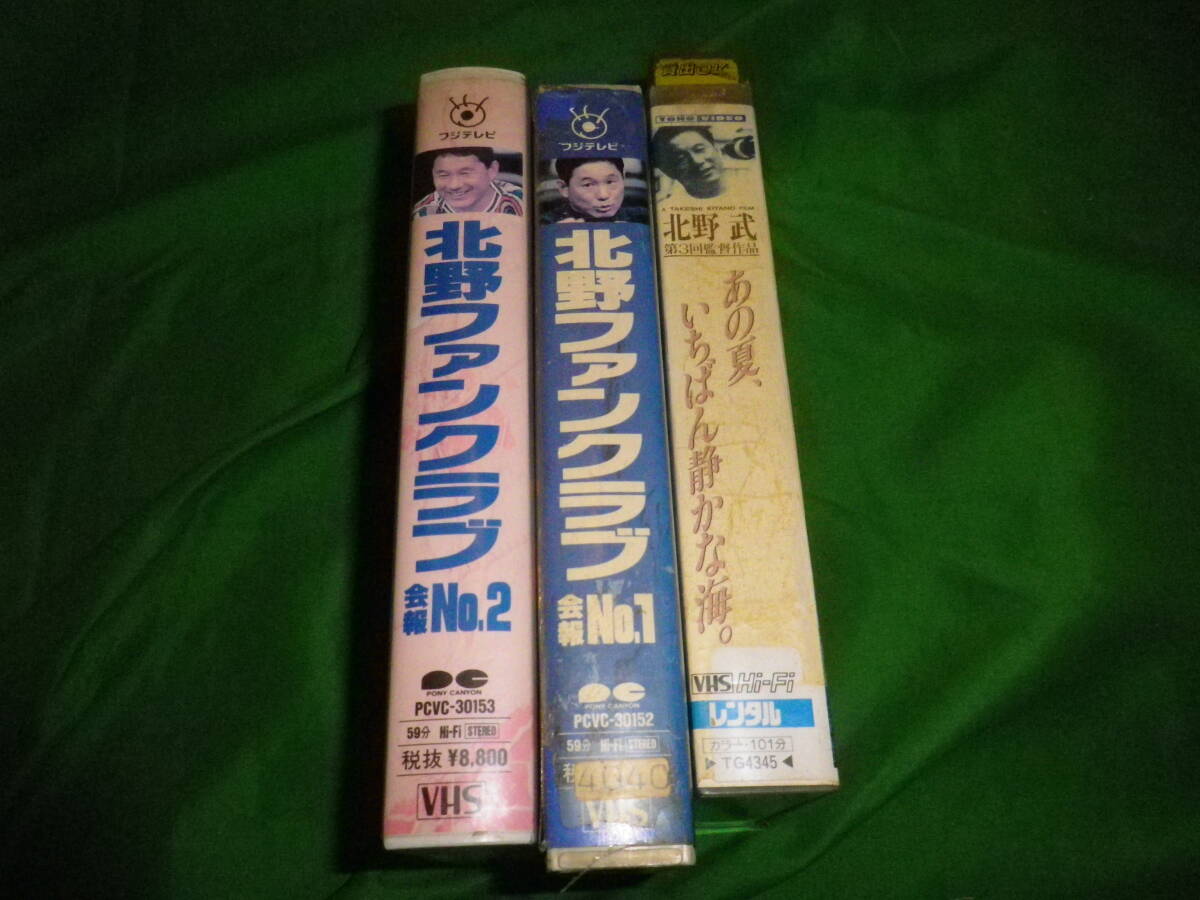 フジテレビ
北野ファンクラブ
会報 No.2
PONY CANYON
PCVC-30153
59分 Hi-Fi STEREO
税抜 ¥8,800
VHS
フジテレビ
北野ファンクラブ
会報 No.1
PONY CANYON
PCVC-30152
59分 Hi-Fi STEREO
4040
VHS
TOHO VIDEO
A TAKESHI KITANO FILM
北野 武
第3回監督作品
あの夏、
いちばん静かな海。
VHS Hi-Fi
レンタル
カラー・101分
TG4345